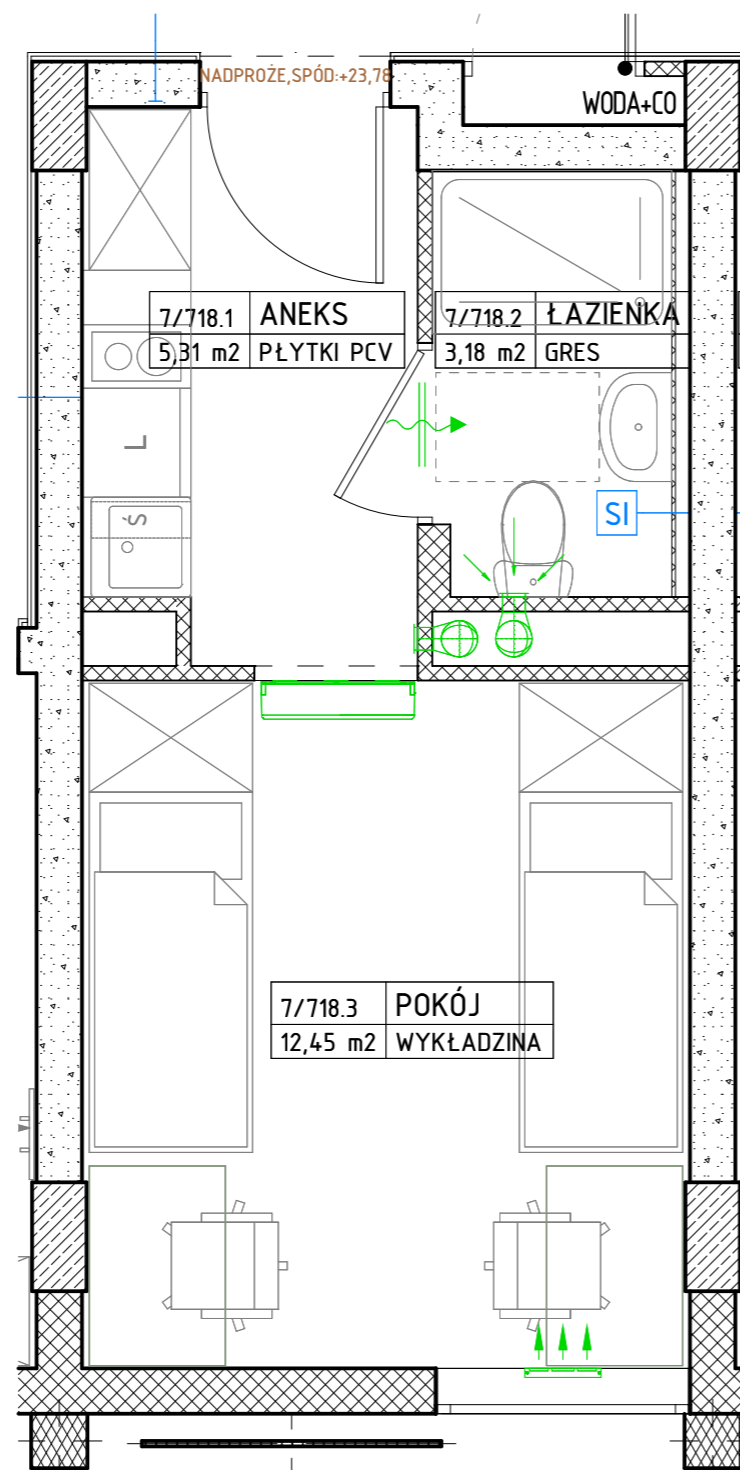 NADPROŻE,SPÓD:+23,78
WODA+CO
7/718.1 ANEKS
5,31 m2 PŁYTKI PCV
7/718.2 ŁAZIENKA
3,18 m2 GRES
L
Ś
SI
7/718.3 POKÓJ
12,45 m2 WYKŁADZINA